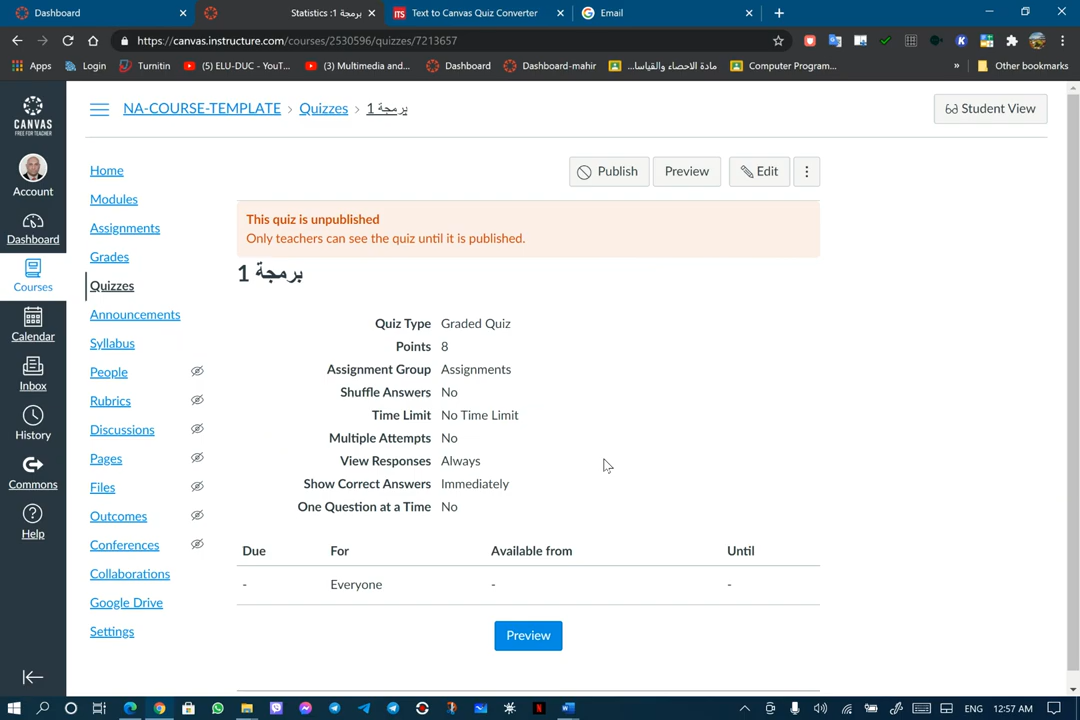 Dashboard
Statistics : برمجة 1
Text to Canvas Quiz Converter
Email
https://canvas.instructure.com/courses/2530596/quizzes/7213657
Apps
Login
Turnitin
(5) ELU-DUC - YouT...
(3) Multimedia and...
Dashboard
Dashboard-mahir
مادة الاحصاء والقياسا...
Computer Program...
»
Other bookmarks
CANVAS
FREE FOR TEACHER
Account
Dashboard
Courses
Calendar
Inbox
History
Commons
Help
NA-COURSE-TEMPLATE › Quizzes › برمجة 1
Student View
Home
Modules
Assignments
Grades
Quizzes
Announcements
Syllabus
People
Rubrics
Discussions
Pages
Files
Outcomes
Conferences
Collaborations
Google Drive
Settings
Publish
Preview
Edit
This quiz is unpublished
Only teachers can see the quiz until it is published.
برمجة 1
Quiz Type Graded Quiz
Points 8
Assignment Group Assignments
Shuffle Answers No
Time Limit No Time Limit
Multiple Attempts No
View Responses Always
Show Correct Answers Immediately
One Question at a Time No
Due For Available from Until
- Everyone - -
Preview
ENG 12:57 AM